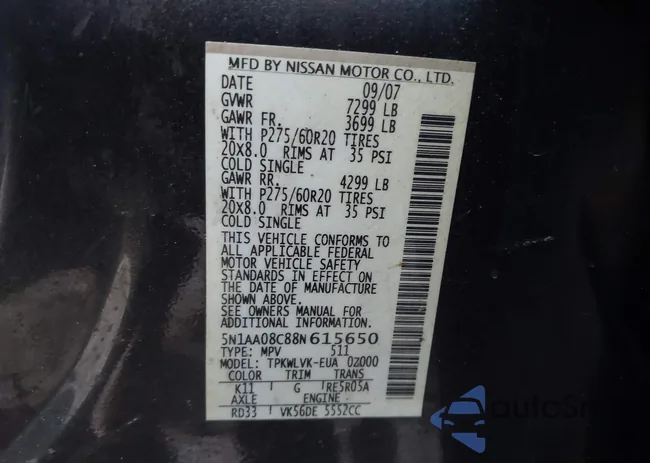 MFD BY NISSAN MOTOR CO., LTD.
DATE 09/07
GVWR 7299 LB
GAWR FR. 3699 LB
WITH P275/60R20 TIRES
20X8.0 RIMS AT 35 PSI
COLD SINGLE
GAWR RR. 4299 LB
WITH P275/60R20 TIRES
20X8.0 RIMS AT 35 PSI
COLD SINGLE
THIS VEHICLE CONFORMS TO
ALL APPLICABLE FEDERAL
MOTOR VEHICLE SAFETY
STANDARDS IN EFFECT ON
THE DATE OF MANUFACTURE
SHOWN ABOVE.
SEE OWNERS MANUAL FOR
ADDITIONAL INFORMATION.
5N1AA08C88N615650
TYPE: MPV 511
MODEL: TPKWLVK-EUA 0Z000
COLOR TRIM TRANS
K11 G RE5R05A
AXLE ENGINE
RD33 VK56DE 5552CC